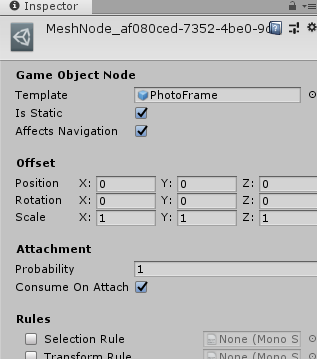 Inspector
MeshNode_af080ced-7352-4be0-9
Game Object Node
Template PhotoFrame
Is Static
Affects Navigation
Offset
Position X: 0 Y: 0 Z: 0
Rotation X: 0 Y: 0 Z: 0
Scale X: 1 Y: 1 Z: 1
Attachment
Probability 1
Consume On Attach
Rules
Selection Rule None (Mono S
Transform Rule None (Mono S